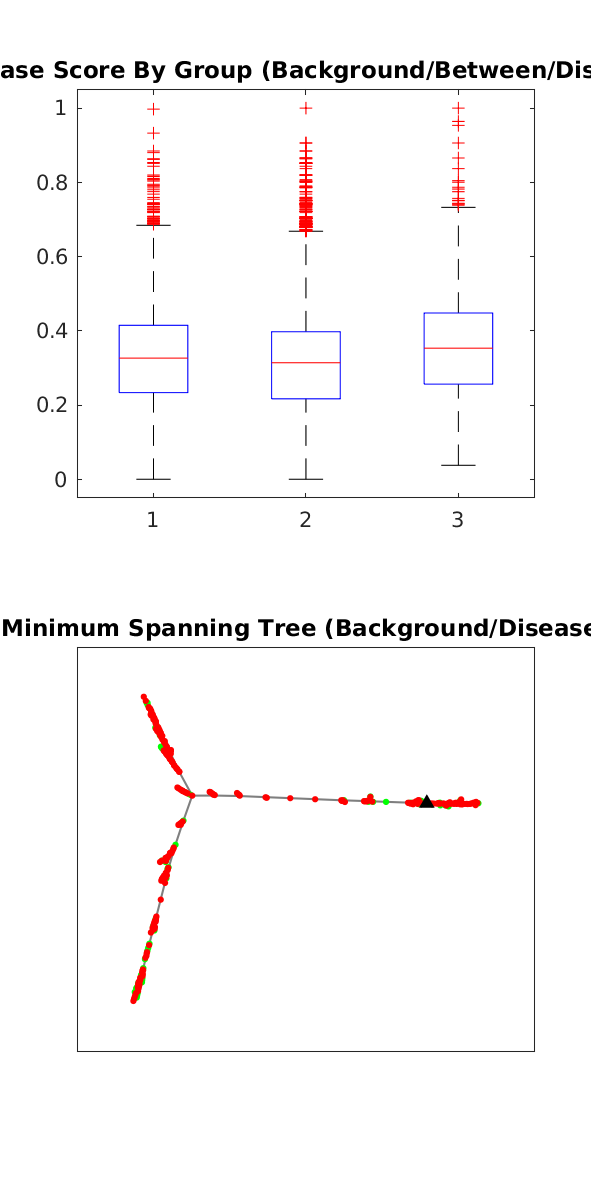 ase Score By Group (Background/Between/Dis
1
0.8
0.6
0.4
0.2
0
1 2 3
Minimum Spanning Tree (Background/Disease